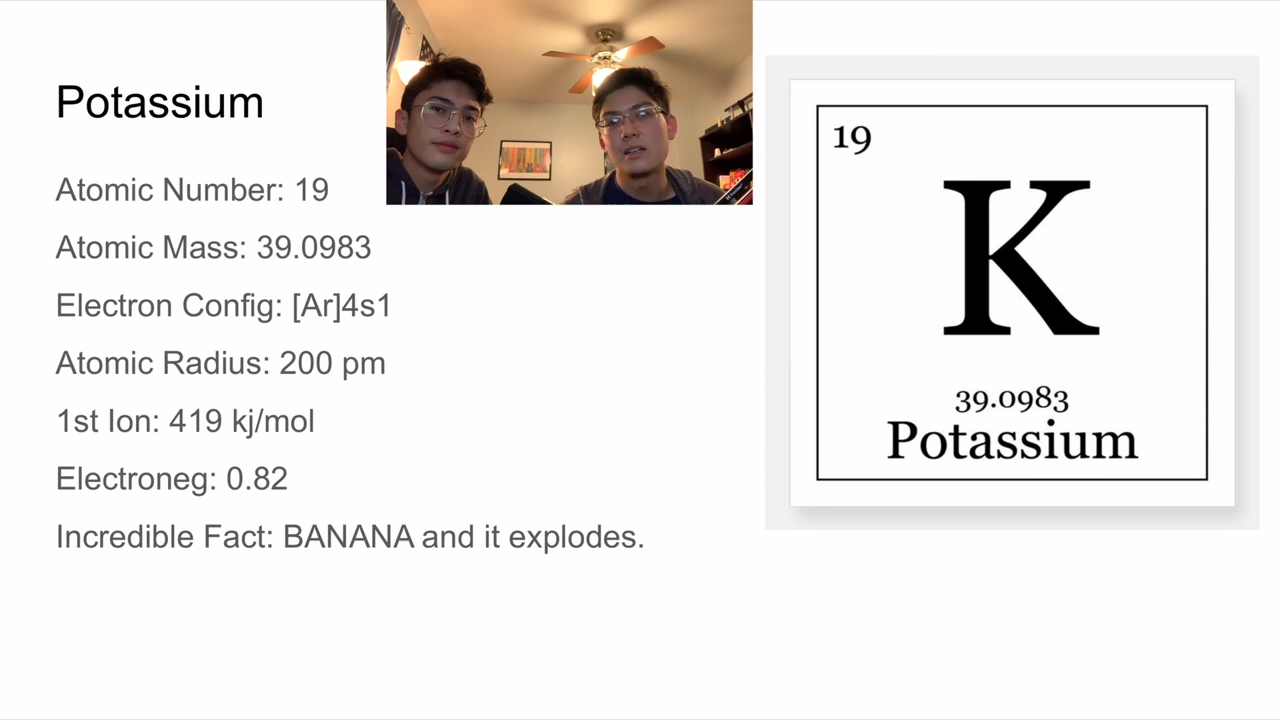 Potassium
Atomic Number: 19
Atomic Mass: 39.0983
Electron Config: [Ar]4s1
Atomic Radius: 200 pm
1st Ion: 419 kj/mol
Electroneg: 0.82
Incredible Fact: BANANA and it explodes.
19
K
39.0983
Potassium